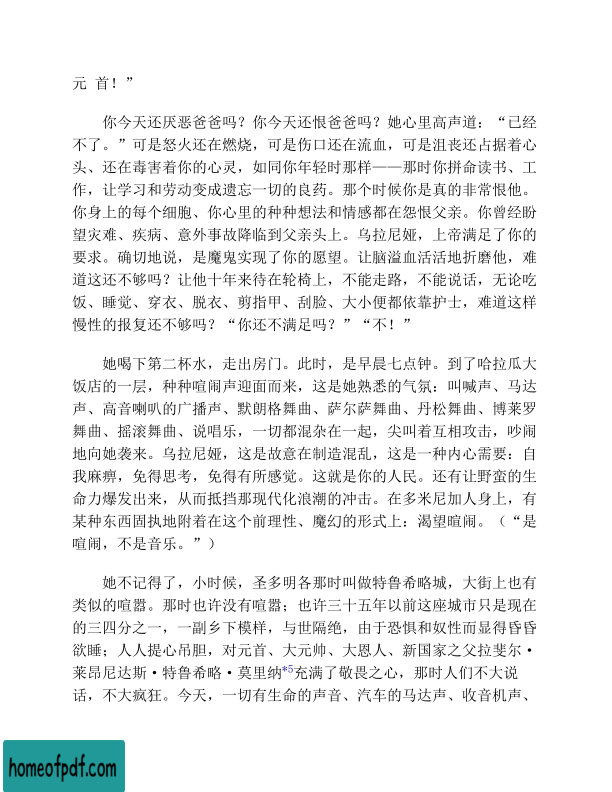 元 首！”
你今天还厌恶爸爸吗？你今天还恨爸爸吗？她心里高声道：“已经
不了。”可是怒火还在燃烧，可是伤口还在流血，可是沮丧还占据着心
头、还在毒害着你的心灵，如同你年轻时那样——那时你拼命读书、工
作，让学习和劳动变成遗忘一切的良药。那个时候你是真的非常恨他。
你身上的每个细胞、你心里的种种想法和情感都在怨恨父亲。你曾经盼
望灾难、疾病、意外事故降临到父亲头上。乌拉尼娅，上帝满足了你的
要求。确切地说，是魔鬼实现了你的愿望。让脑溢血活活地折磨他，难
道这还不够吗？让他十年来待在轮椅上，不能走路，不能说话，无论吃
饭、睡觉、穿衣、脱衣、剪指甲、刮脸、大小便都依靠护士，难道这样
慢性的报复还不够吗？“你还不满足吗？”“不！”
她喝下第二杯水，走出房门。此时，是早晨七点钟。到了哈拉瓜大
饭店的一层，种种喧闹声迎面而来，这是她熟悉的气氛：叫喊声、马达
声、高音喇叭的广播声、默朗格舞曲、萨尔萨舞曲、丹松舞曲、博莱罗
舞曲、摇滚舞曲、说唱乐，一切都混杂在一起，尖叫着互相攻击，吵闹
地向她袭来。乌拉尼娅，这是故意在制造混乱，这是一种内心需要：自
我麻痹，免得思考，免得有所感觉。这就是你的人民。还有让野蛮的生
命力爆发出来，从而抵挡那现代化浪潮的冲击。在多米尼加人身上，有
某种东西固执地附着在这个前理性、魔幻的形式上：渴望喧闹。（“是
喧闹，不是音乐。”）
她不记得了，小时候，圣多明各那时叫做特鲁希略城，大街上也有
类似的喧嚣。那时也许没有喧嚣；也许三十五年以前这座城市只是现在
的三四分之一，一副乡下模样，与世隔绝，由于恐惧和奴性而显得昏昏
欲睡；人人提心吊胆，对元首、大元帅、大恩人、新国家之父拉斐尔·
莱昂尼达斯·特鲁希略·莫里纳*5充满了敬畏之心，那时人们不大说
话，不大疯狂。今天，一切有生命的声音、汽车的马达声、收音机声、
homeofpdf.com